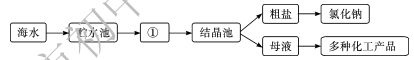 海水 贮水池 ① 结晶池 粗盐 氯化钠
母液 多种化工产品